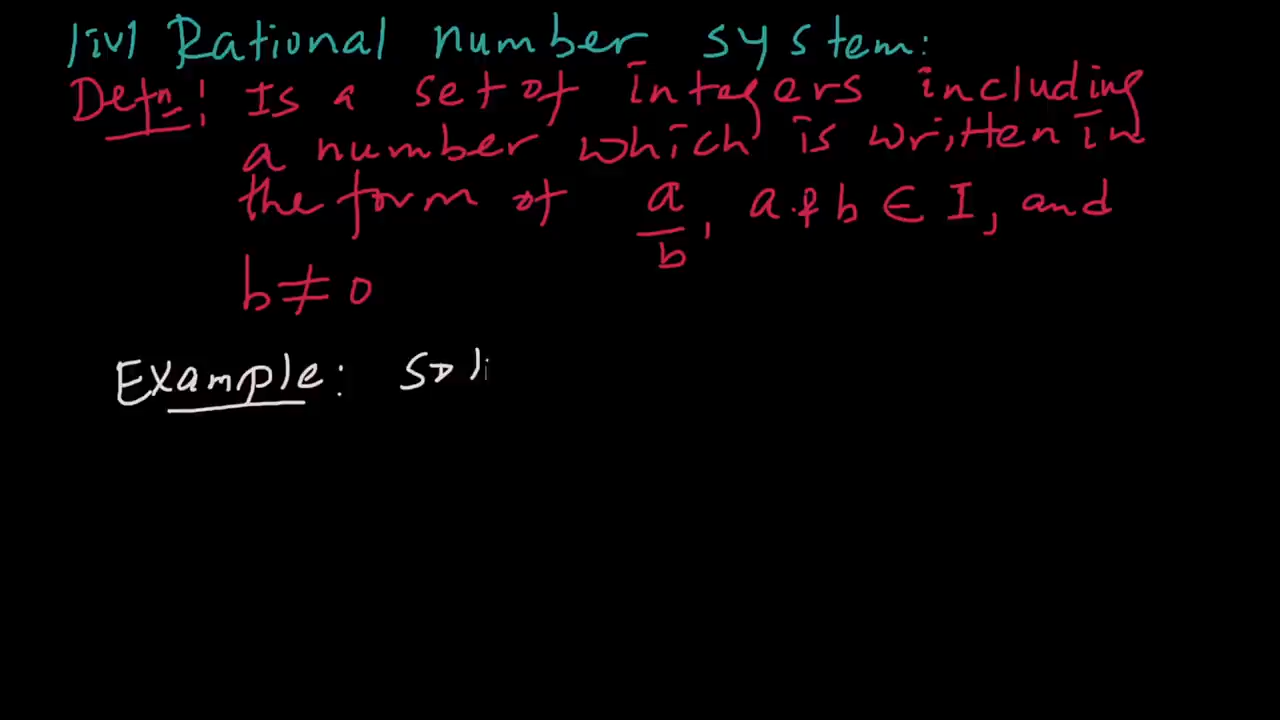 (iv) Rational number system:
Defn: Is a set of Integers including
a number which is written in
the form of a/b, a & b ∈ I, and
b ≠ 0
Example: